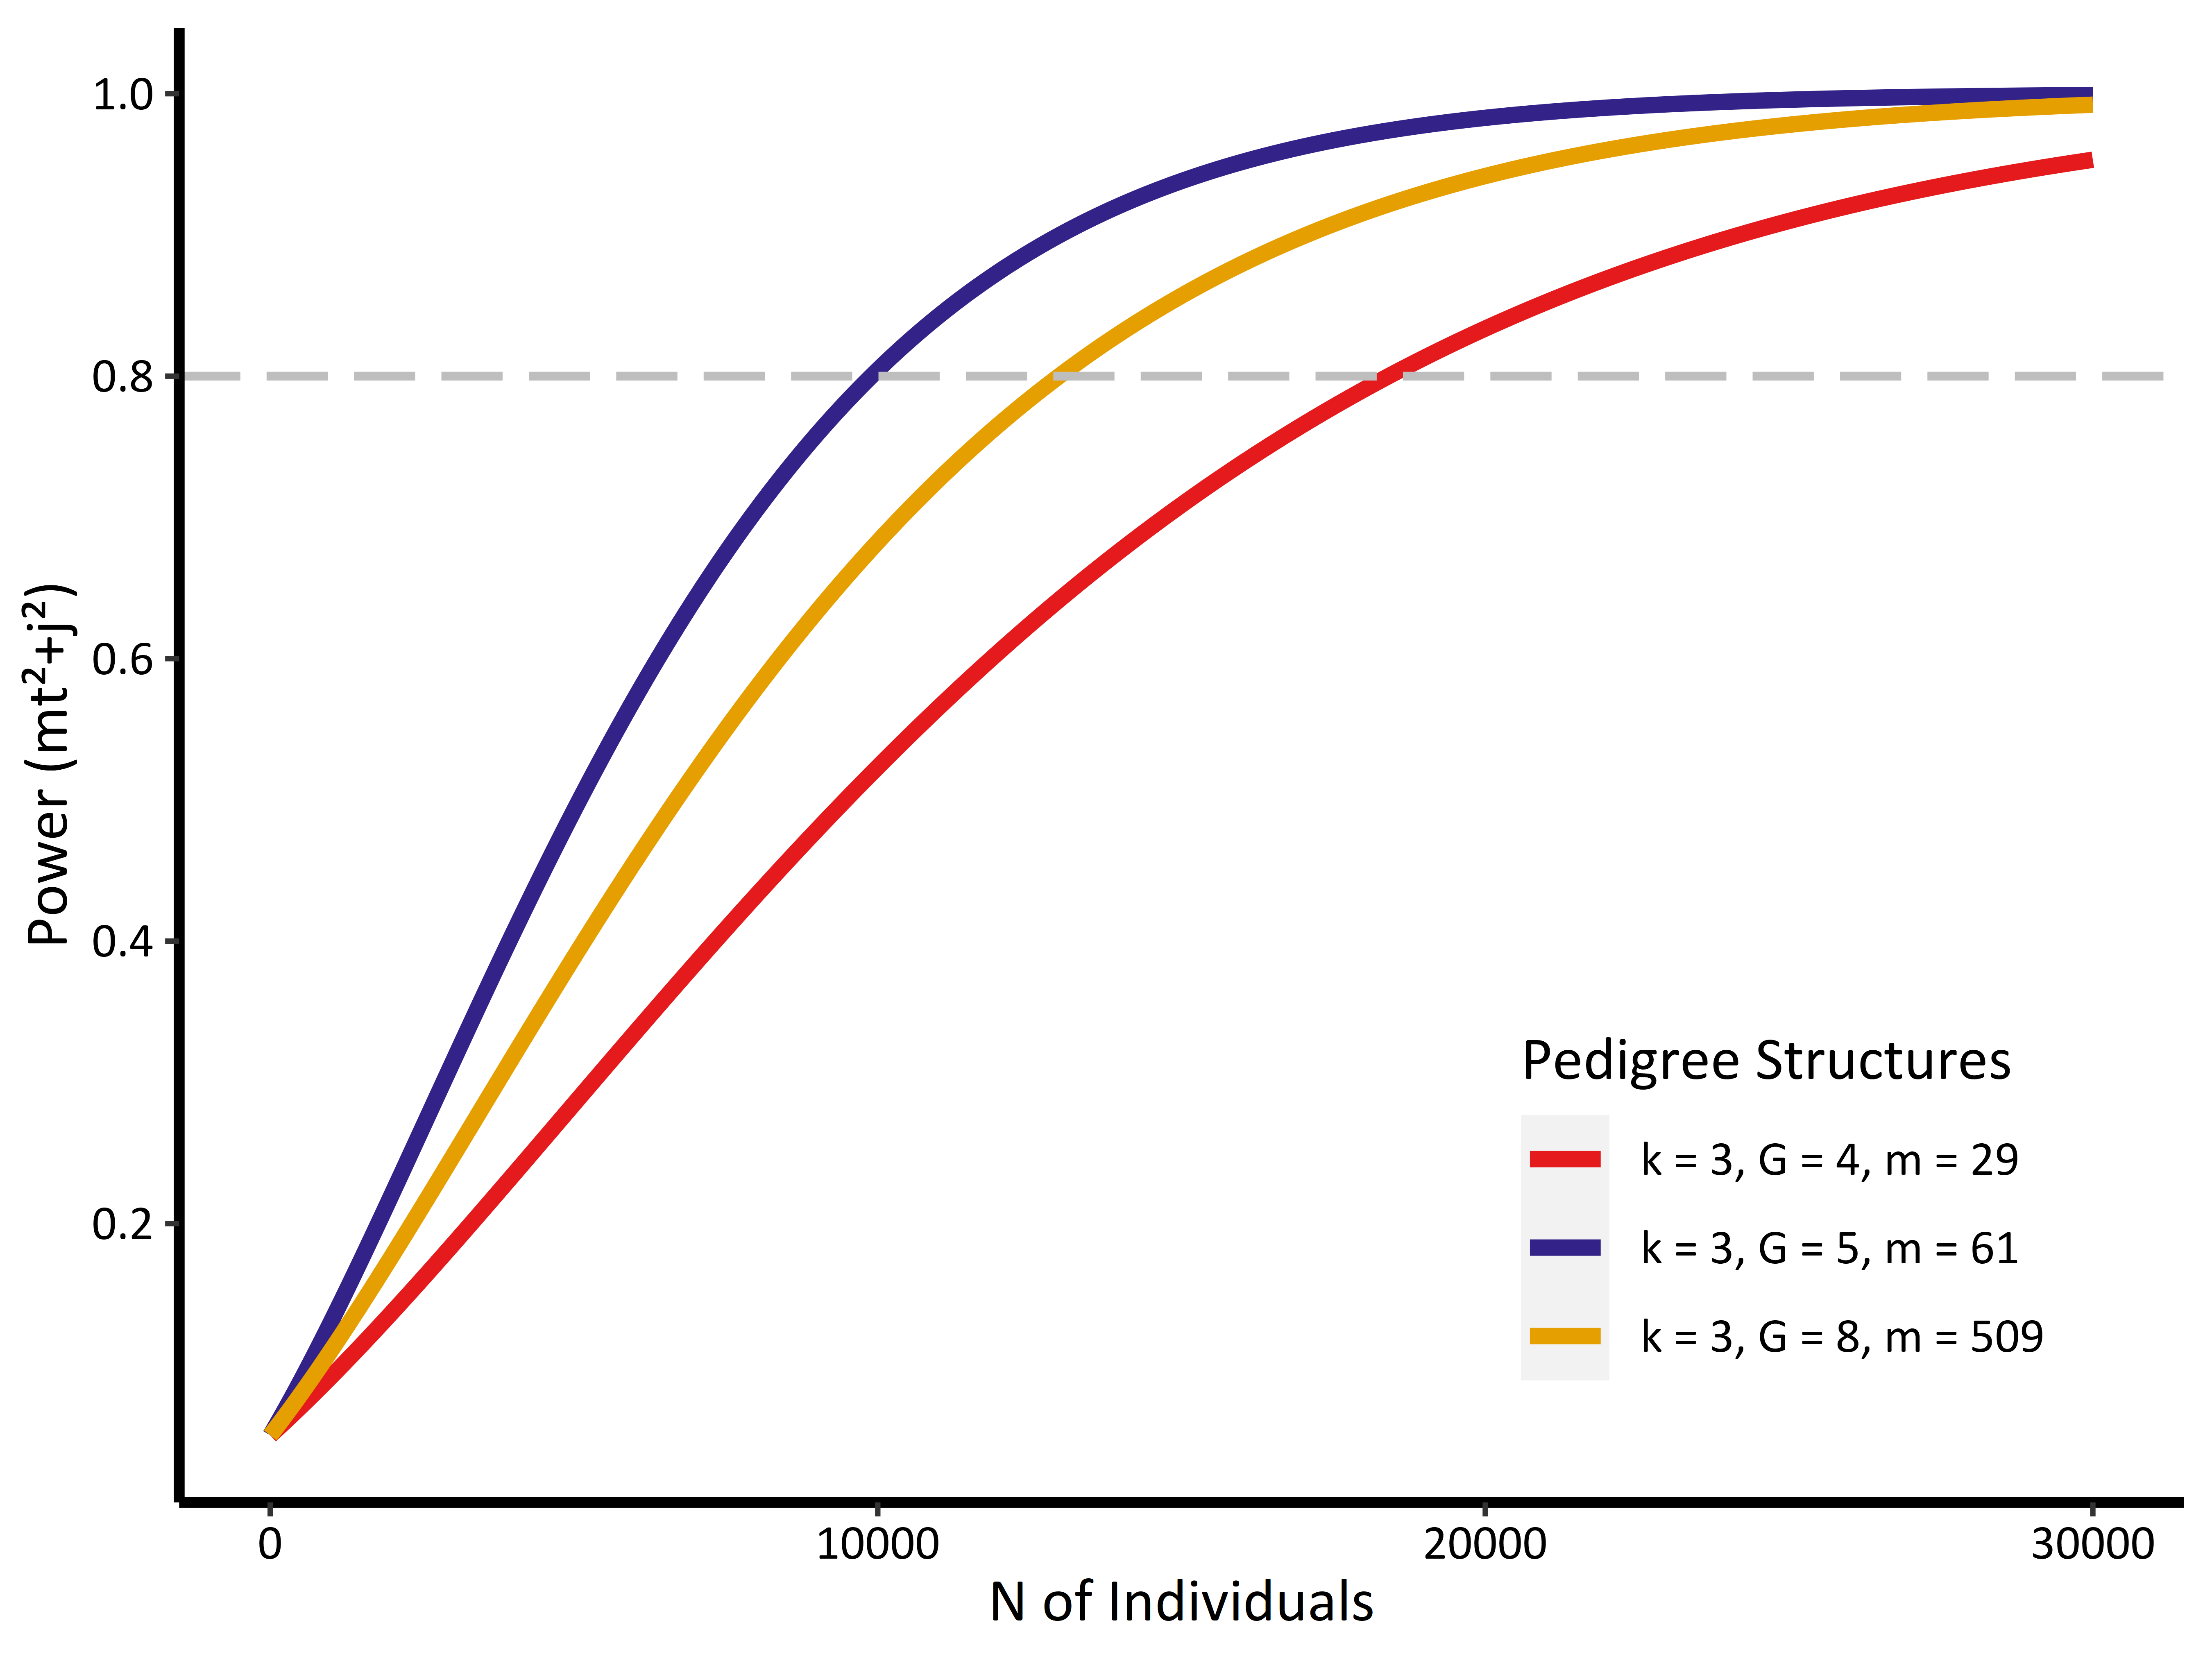 Power (mt²+j²)
1.0
0.8
0.6
0.4
0.2
0
10000
20000
30000
N of Individuals
Pedigree Structures
k = 3, G = 4, m = 29
k = 3, G = 5, m = 61
k = 3, G = 8, m = 509